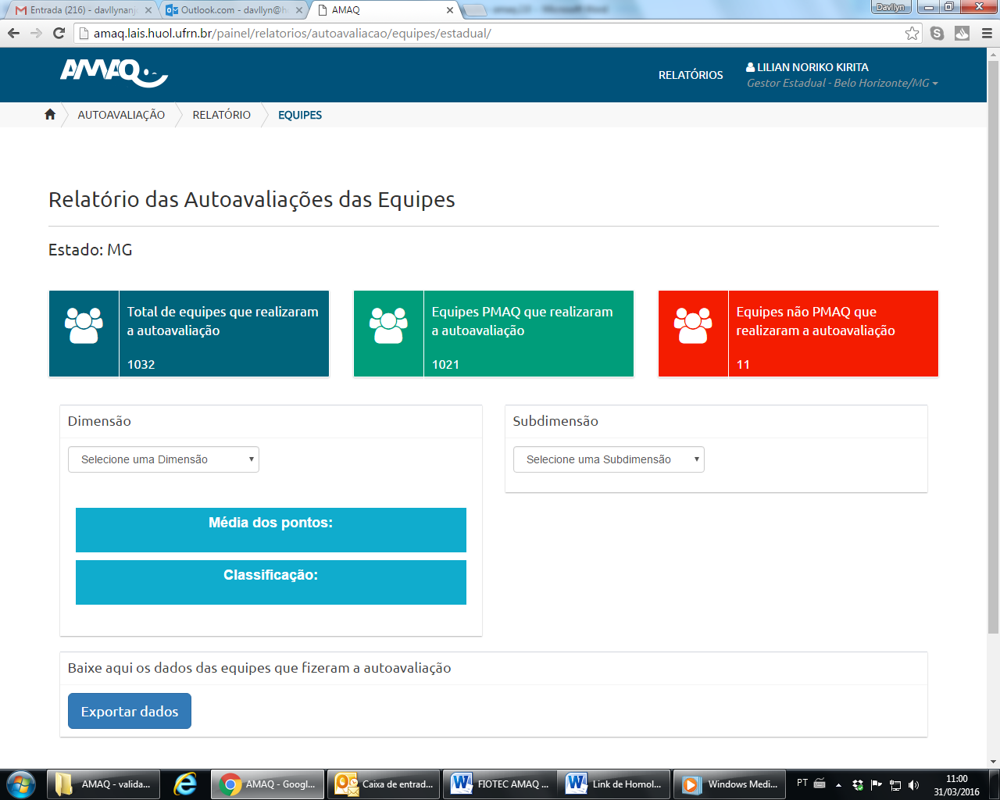 Entrada (216) - davllynanj
Outlook.com - davllyn@h
AMAQ
Davllyn
amaq.lais.huol.ufrn.br/painel/relatorios/autoavaliacao/equipes/estadual/
AMAQ
RELATÓRIOS
LILIAN NORIKO KIRITA
Gestor Estadual - Belo Horizonte/MG
AUTOAVALIAÇÃO
RELATÓRIO
EQUIPES
Relatório das Autoavaliações das Equipes
Estado: MG
Total de equipes que realizaram
a autoavaliação
1032
Equipes PMAQ que realizaram
a autoavaliação
1021
Equipes não PMAQ que
realizaram a autoavaliação
11
Dimensão
Selecione uma Dimensão
Média dos pontos:
Classificação:
Subdimensão
Selecione uma Subdimensão
Baixe aqui os dados das equipes que fizeram a autoavaliação
Exportar dados
AMAQ - valida...
AMAQ - Googl...
Caixa de entrad...
FIOTEC AMAQ ...
Link de Homol...
Windows Medi...
PT
11:00
31/03/2016